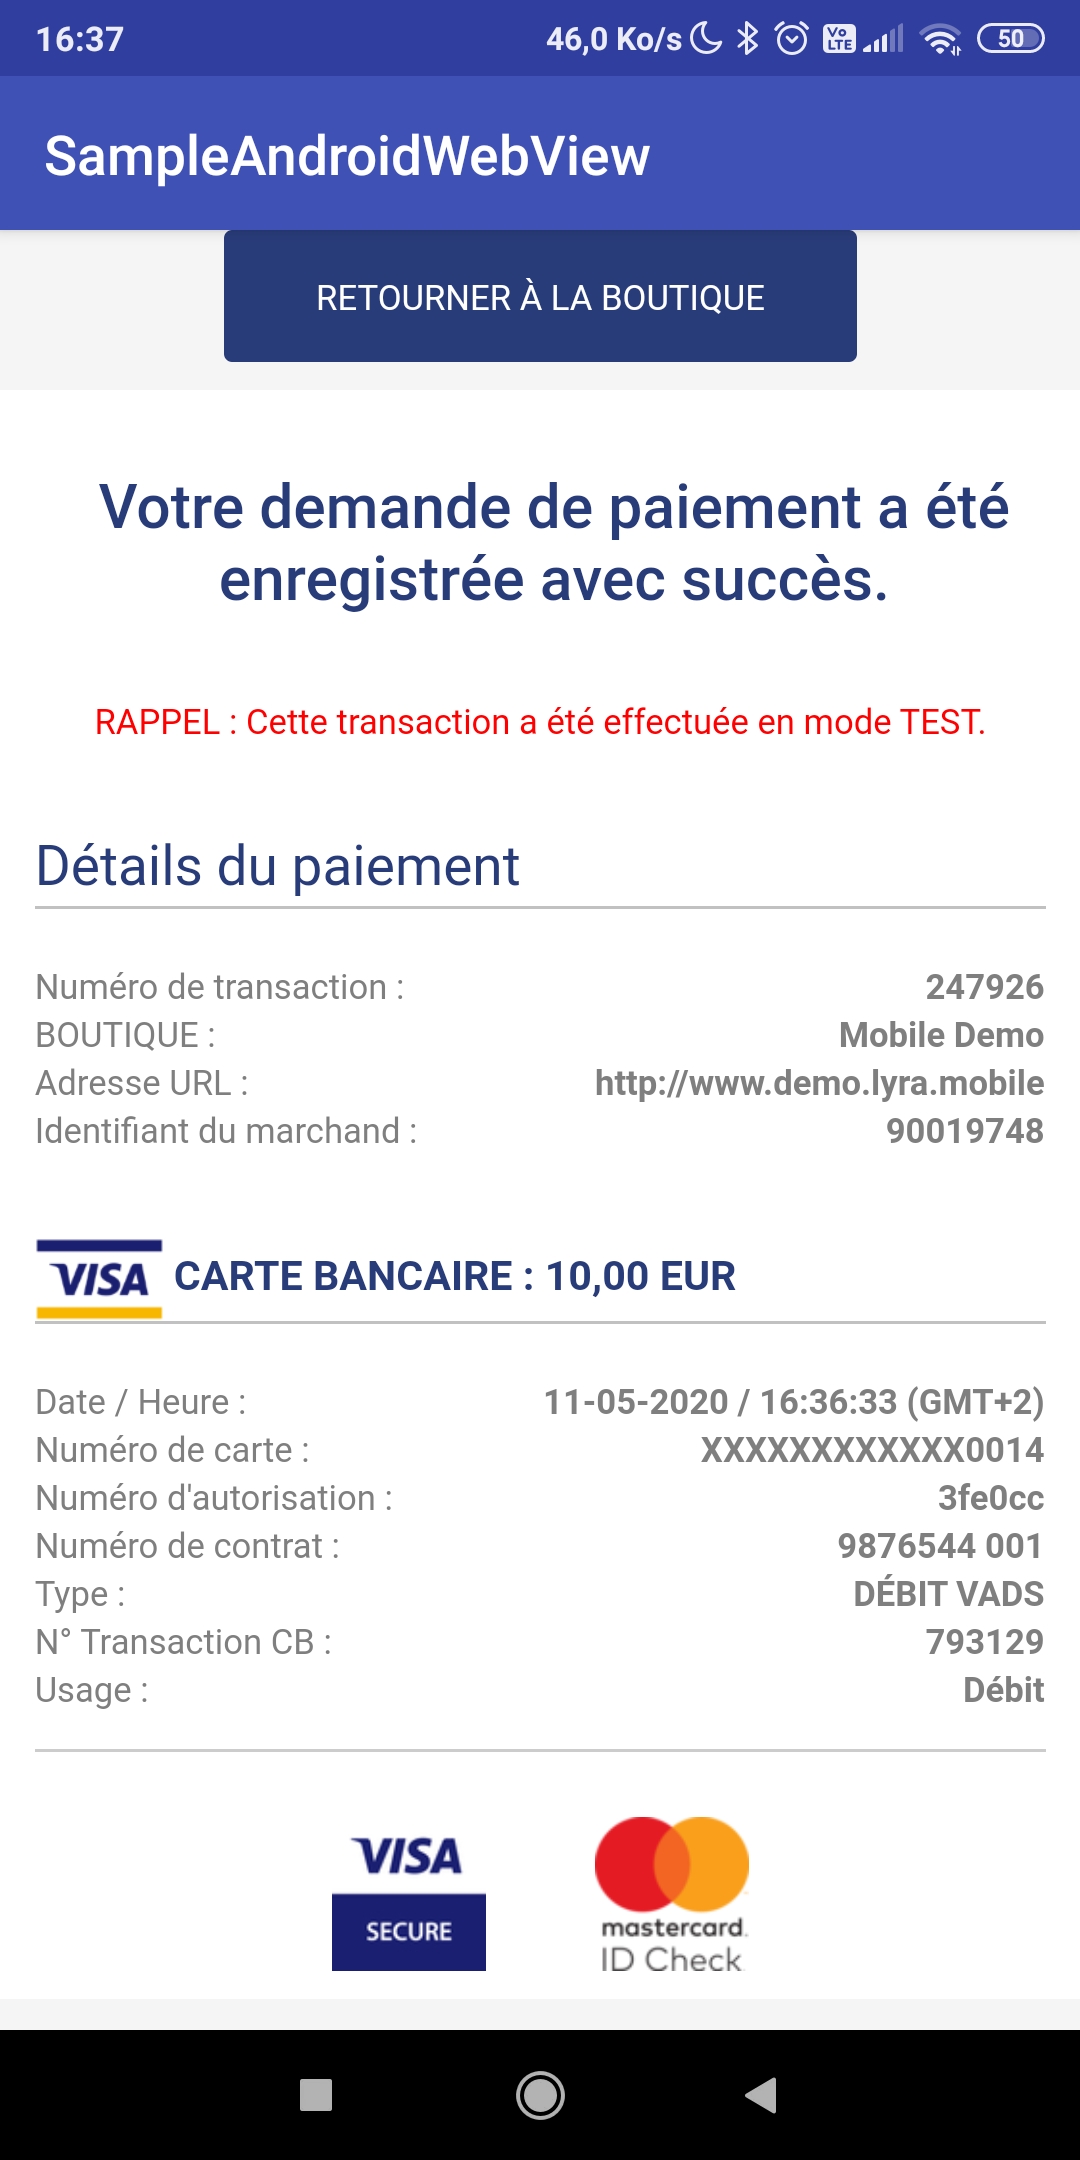 16:37
46,0 Ko/s
Vo LTE
50
SampleAndroidWebView
RETOURNER À LA BOUTIQUE
Votre demande de paiement a été
enregistrée avec succès.
RAPPEL : Cette transaction a été effectuée en mode TEST.
Détails du paiement
Numéro de transaction : 247926
BOUTIQUE : Mobile Demo
Adresse URL : http://www.demo.lyra.mobile
Identifiant du marchand : 90019748
VISA CARTE BANCAIRE : 10,00 EUR
Date / Heure : 11-05-2020 / 16:36:33 (GMT+2)
Numéro de carte : XXXXXXXXXXXX0014
Numéro d'autorisation : 3fe0cc
Numéro de contrat : 9876544 001
Type : DÉBIT VADS
N° Transaction CB : 793129
Usage : Débit
VISA
SECURE
mastercard.
ID Check